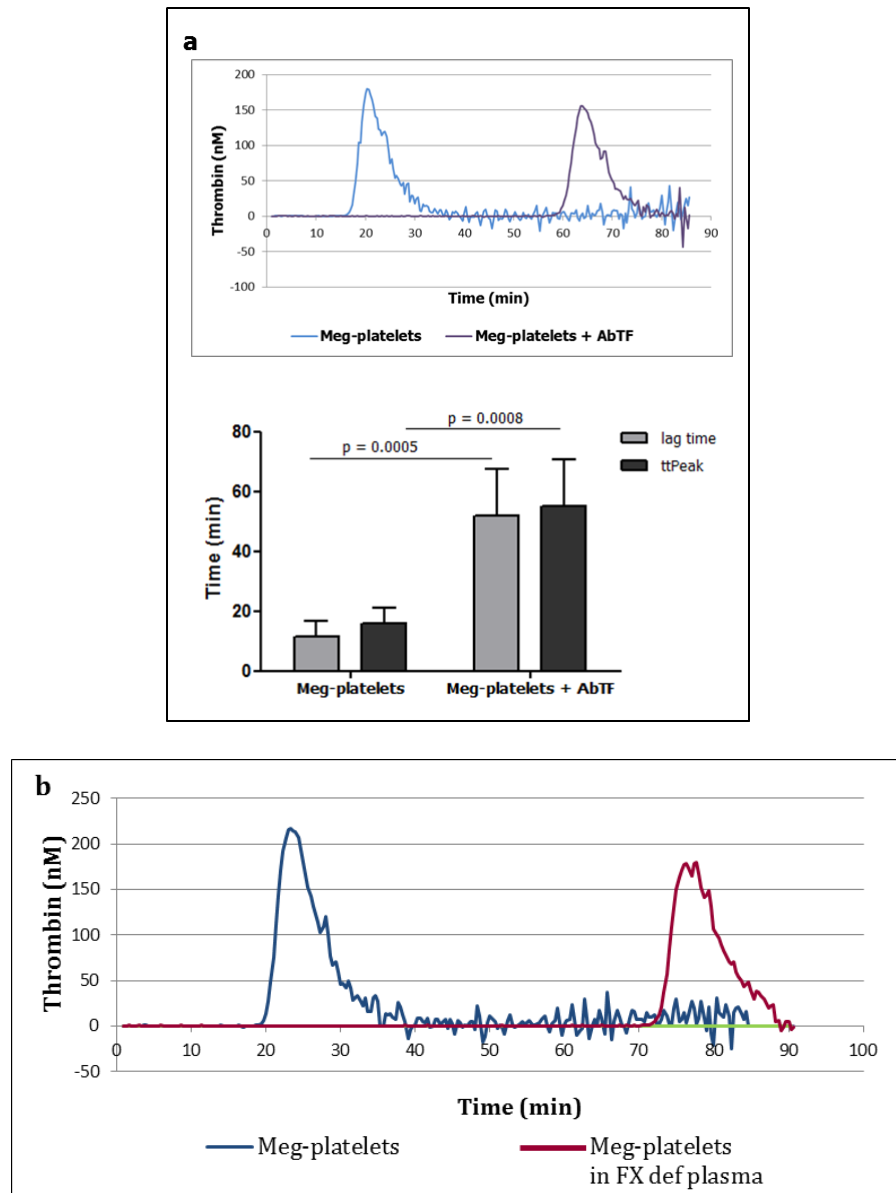 a
200
150
100
50
0
-50
-100
Thrombin (nM)
0 10 20 30 40 50 60 70 80 90
Time (min)
Meg-platelets Meg-platelets + AbTF
80
60
40
20
0
Time (min)
p = 0.0008
p = 0.0005
lag time
ttPeak
Meg-platelets Meg-platelets + AbTF
b
250
200
150
100
50
0
-50
Thrombin (nM)
0 10 20 30 40 50 60 70 80 90 100
Time (min)
Meg-platelets Meg-platelets
in FX def plasma